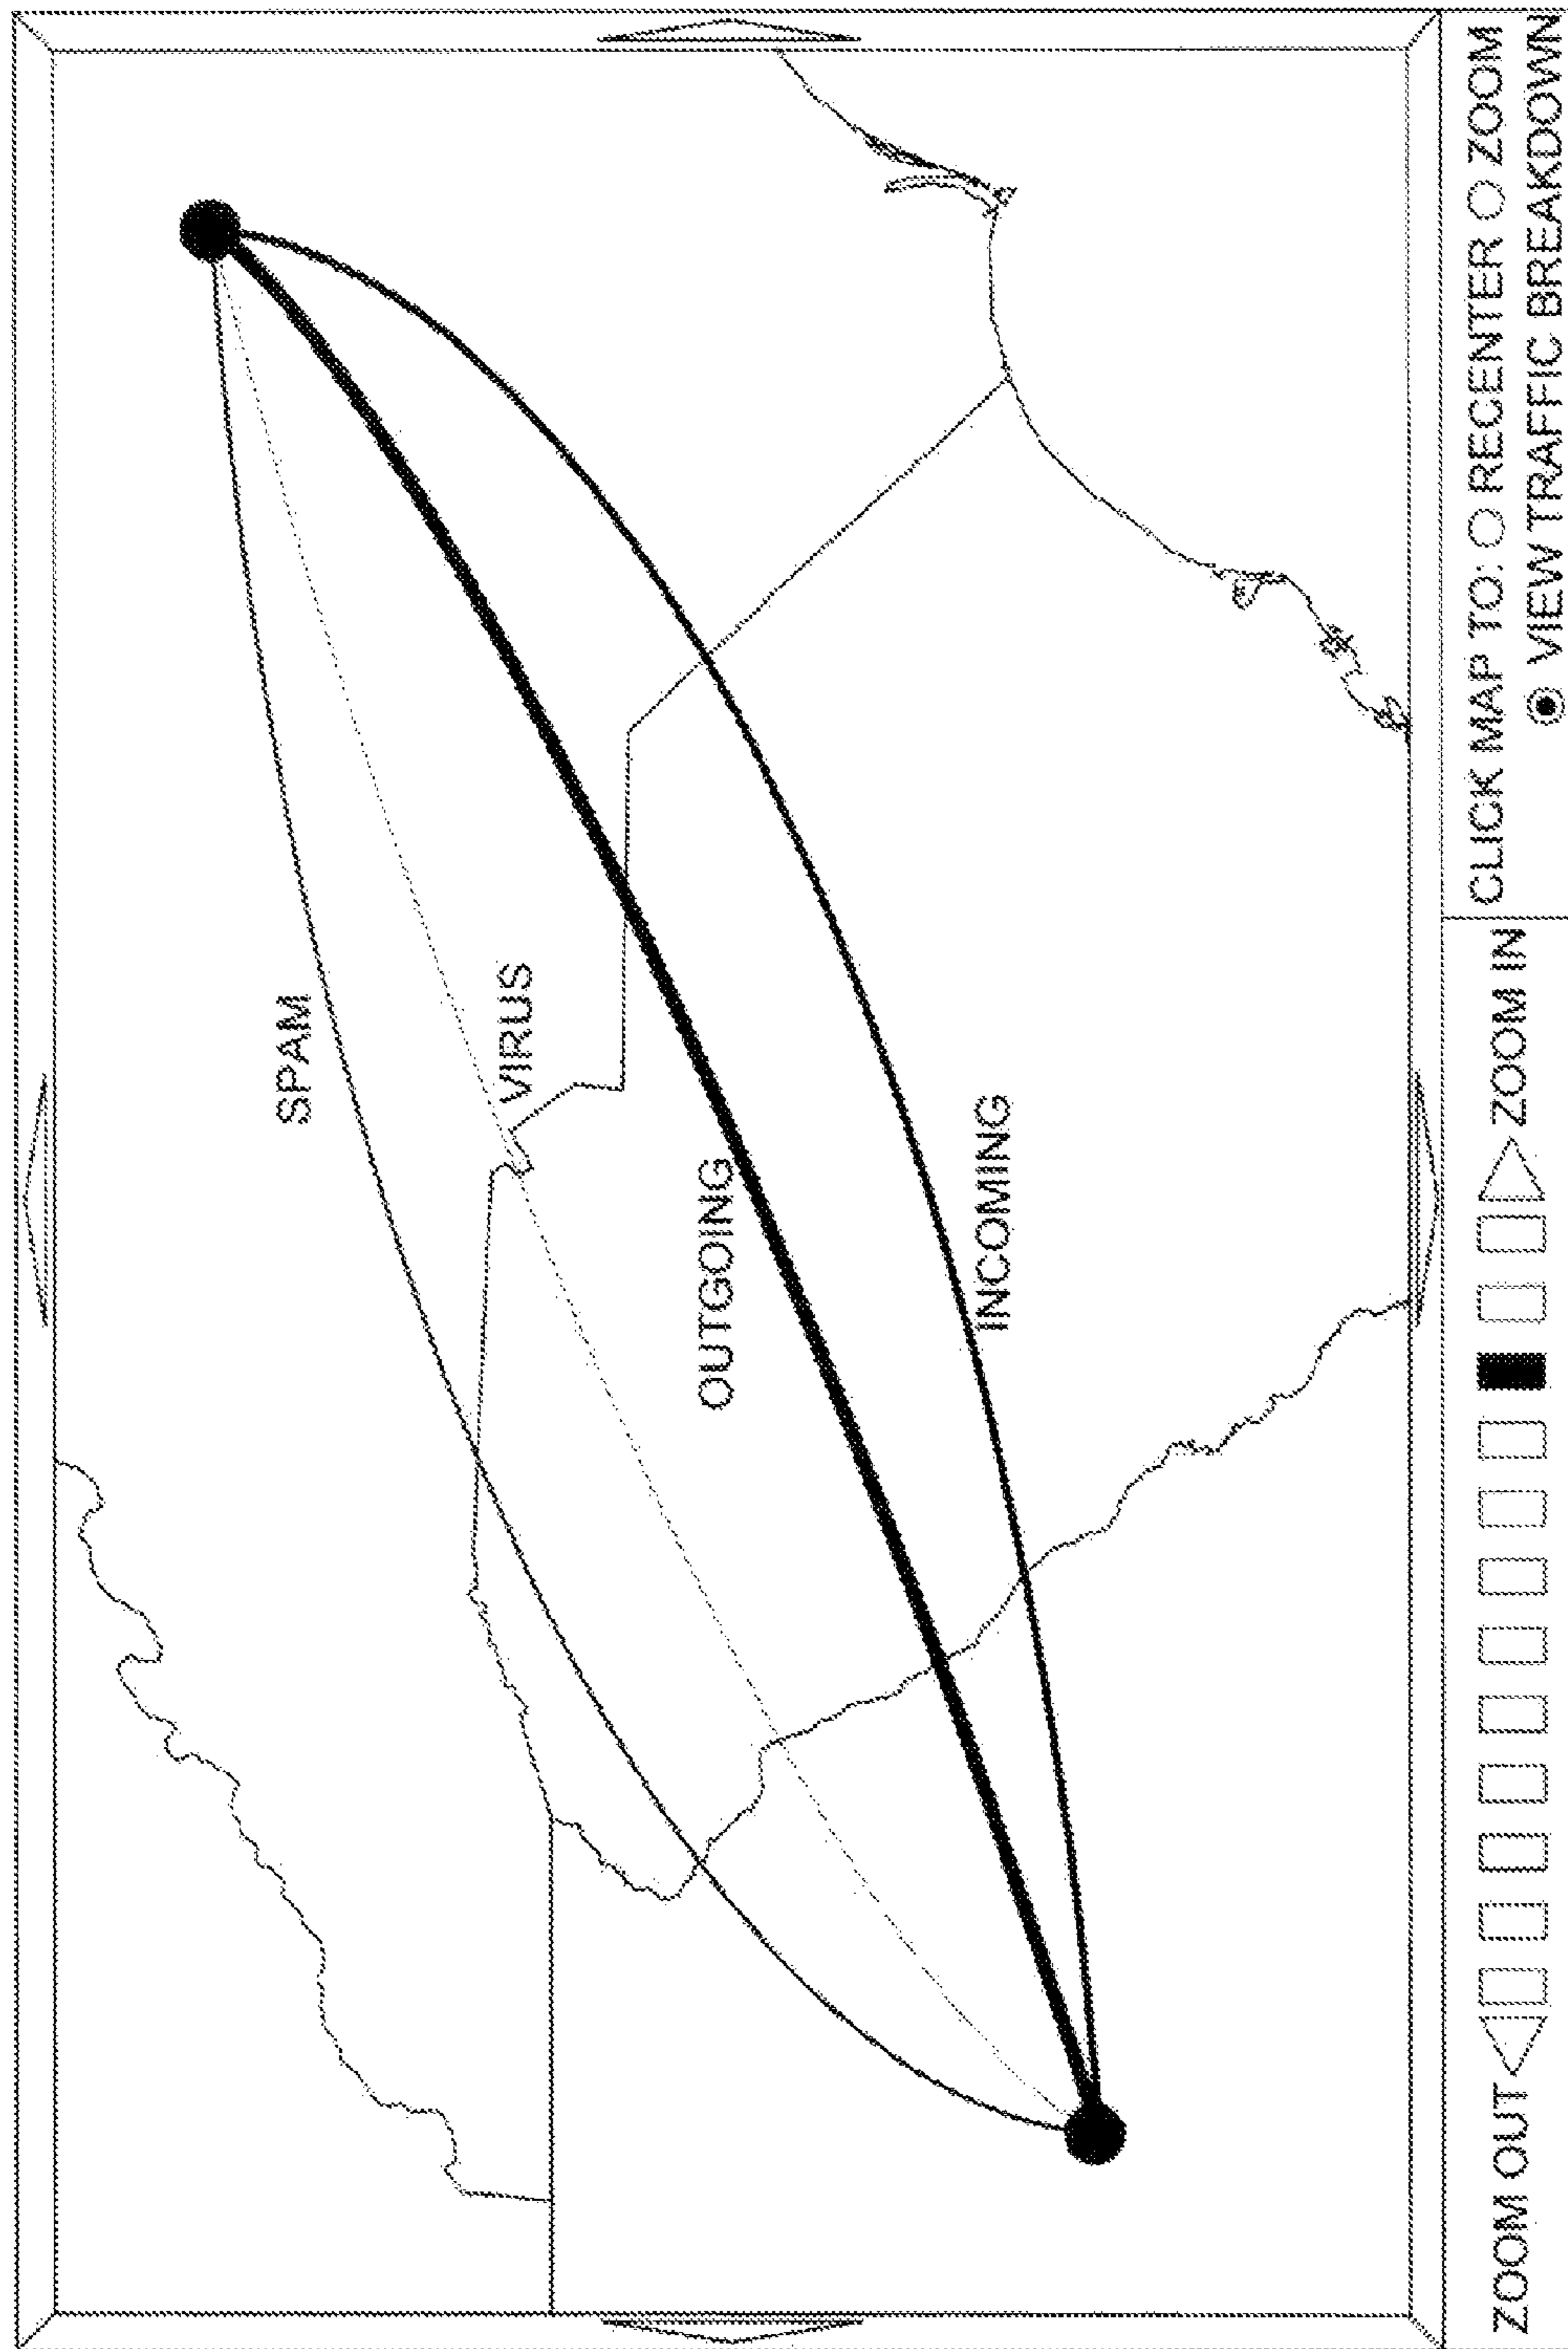 SPAM
VIRUS
OUTGOING
INCOMING
ZOOM OUT
ZOOM IN
CLICK MAP TO: RECENTER ZOOM
VIEW TRAFFIC BREAKDOWN